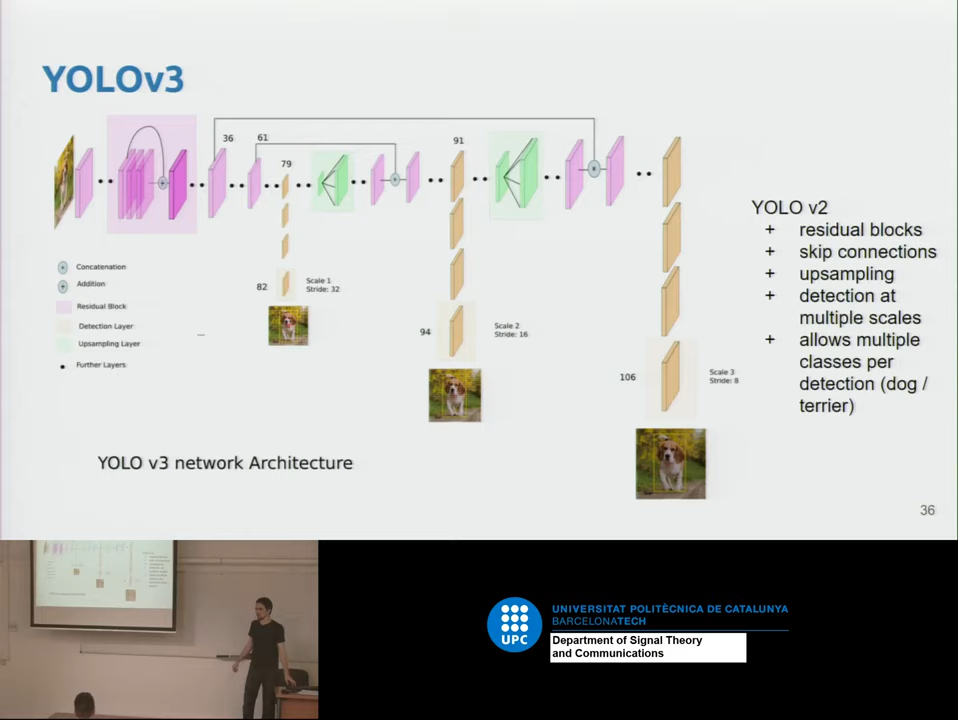 YOLOv3
36
61
91
79
82
Scale 1
Stride: 32
94
Scale 2
Stride: 16
106
Scale 3
Stride: 8
Concatenation
Addition
Residual Block
Detection Layer
Upsampling Layer
Further Layers
YOLO v3 network Architecture
YOLO v2
+ residual blocks
+ skip connections
+ upsampling
+ detection at
multiple scales
+ allows multiple
classes per
detection (dog /
terrier)
36
UPC
UNIVERSITAT POLITÈCNICA DE CATALUNYA
BARCELONATECH
Department of Signal Theory
and Communications